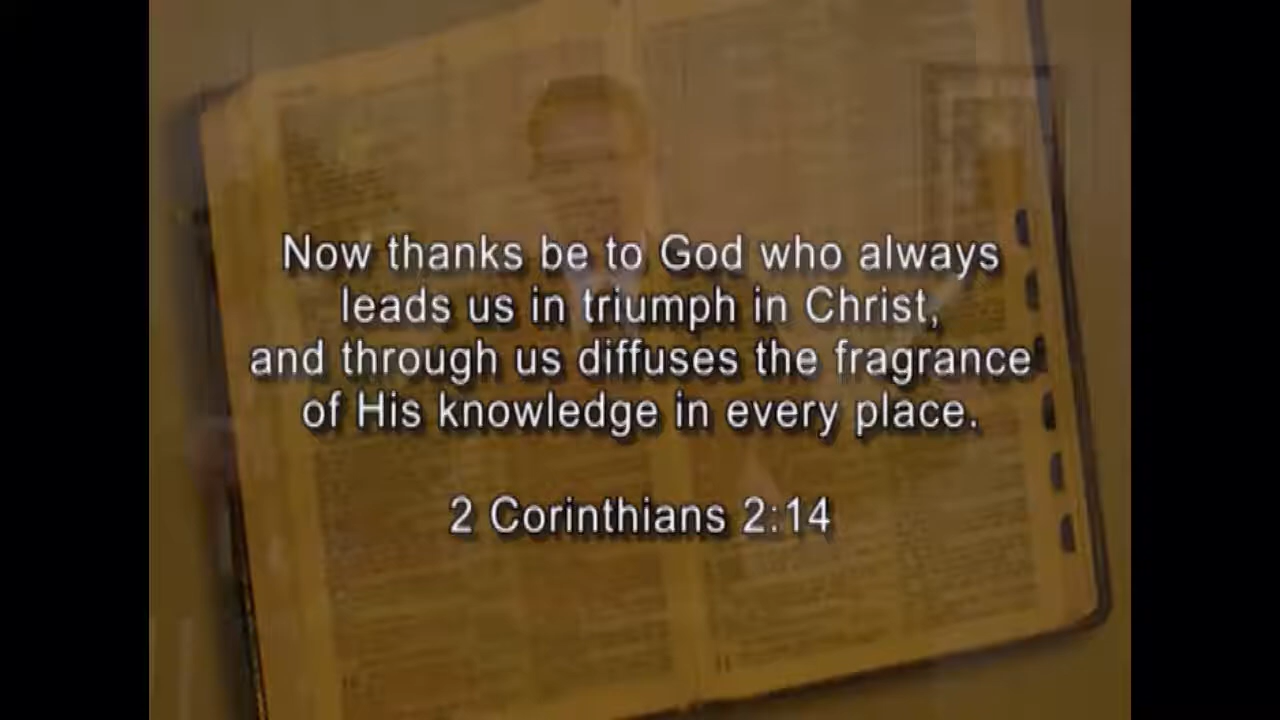 Now thanks be to God who always
leads us in triumph in Christ,
and through us diffuses the fragrance
of His knowledge in every place.
2 Corinthians 2:14